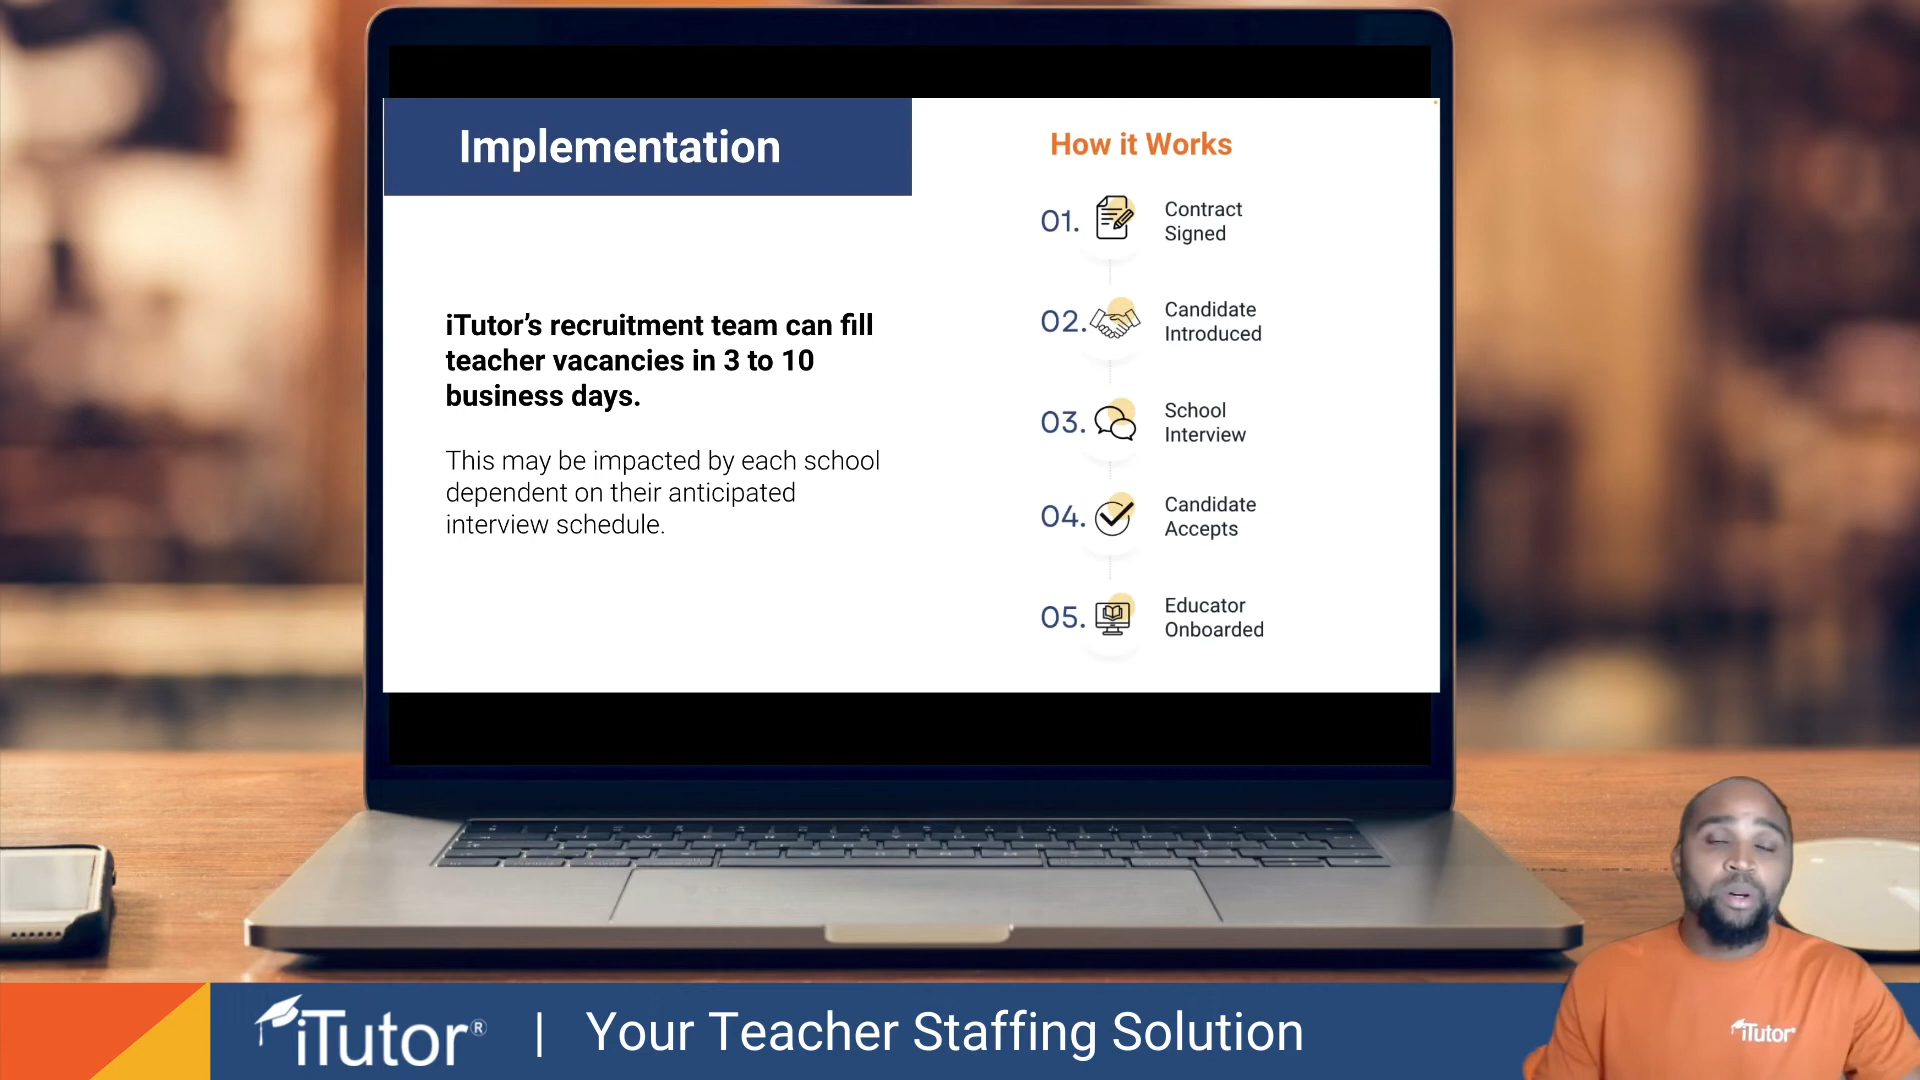 Implementation
iTutor’s recruitment team can fill
teacher vacancies in 3 to 10
business days.
This may be impacted by each school
dependent on their anticipated
interview schedule.
How it Works
01.
Contract
Signed
02.
Candidate
Introduced
03.
School
Interview
04.
Candidate
Accepts
05.
Educator
Onboarded
iTutor® | Your Teacher Staffing Solution
iTutor